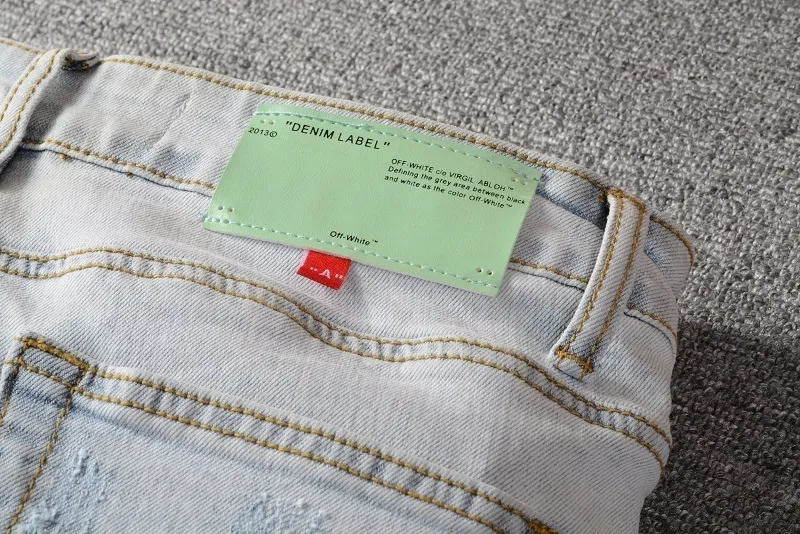 2013© "DENIM LABEL"
OFF-WHITE c/o VIRGIL ABLOH™
Defining the grey area between black
and white as the color Off-White™
Off-White™
"A"